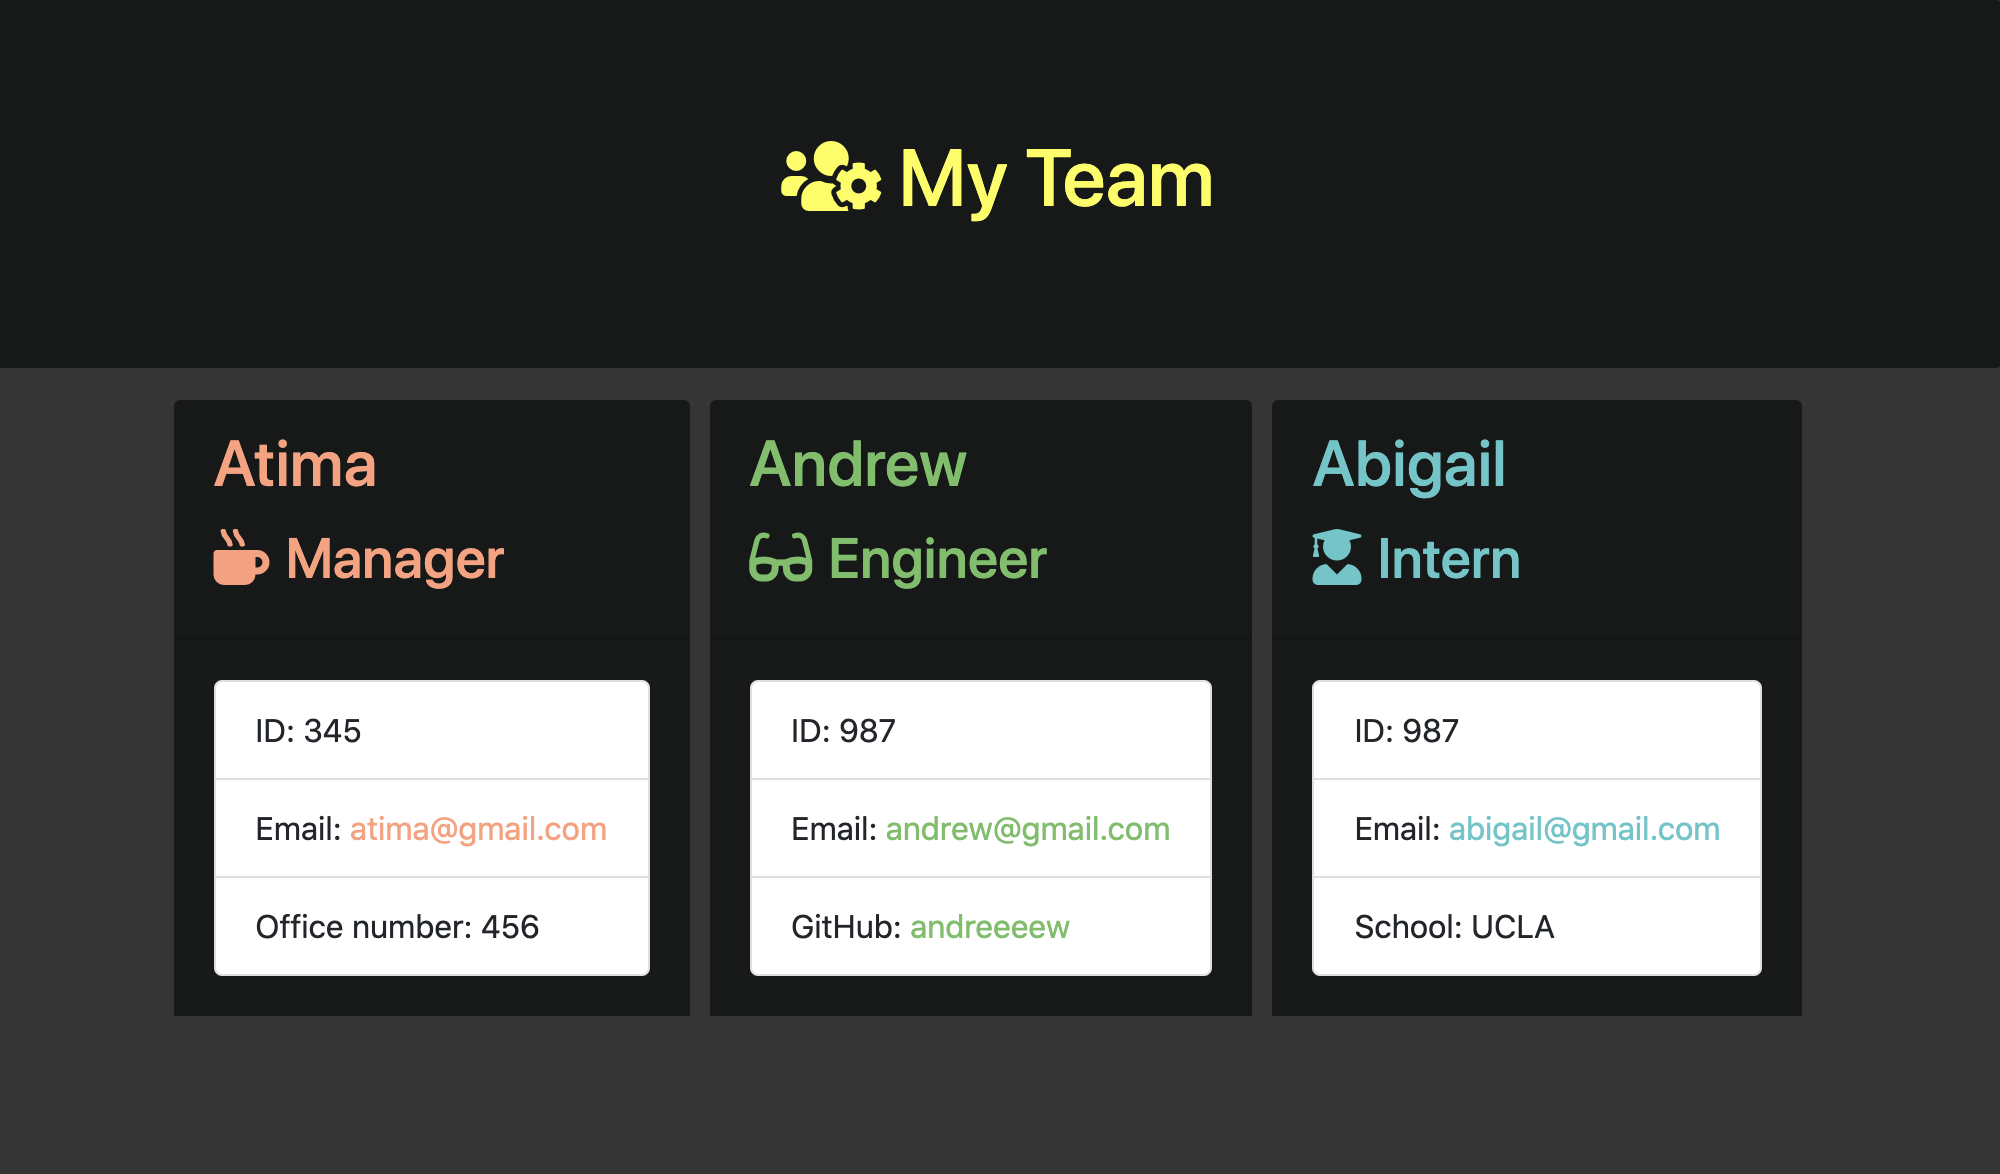 My Team
Atima
Manager
ID: 345
Email: atima@gmail.com
Office number: 456
Andrew
Engineer
ID: 987
Email: andrew@gmail.com
GitHub: andreeeew
Abigail
Intern
ID: 987
Email: abigail@gmail.com
School: UCLA